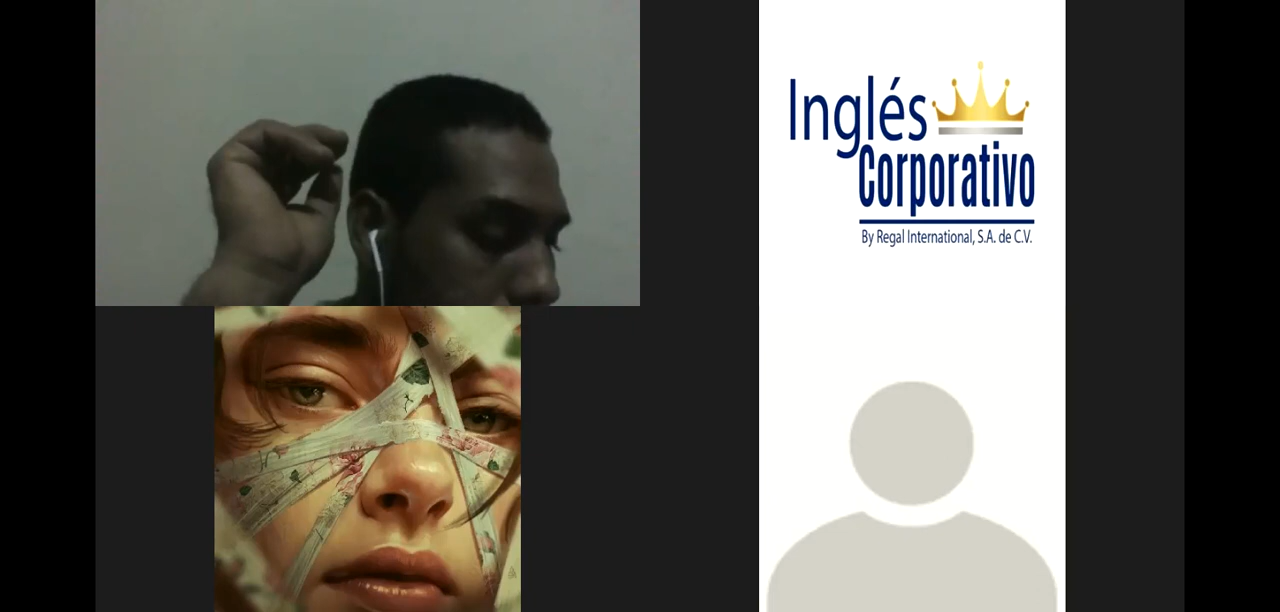 Inglés
Corporativo
By Regal International, S.A. de C.V.